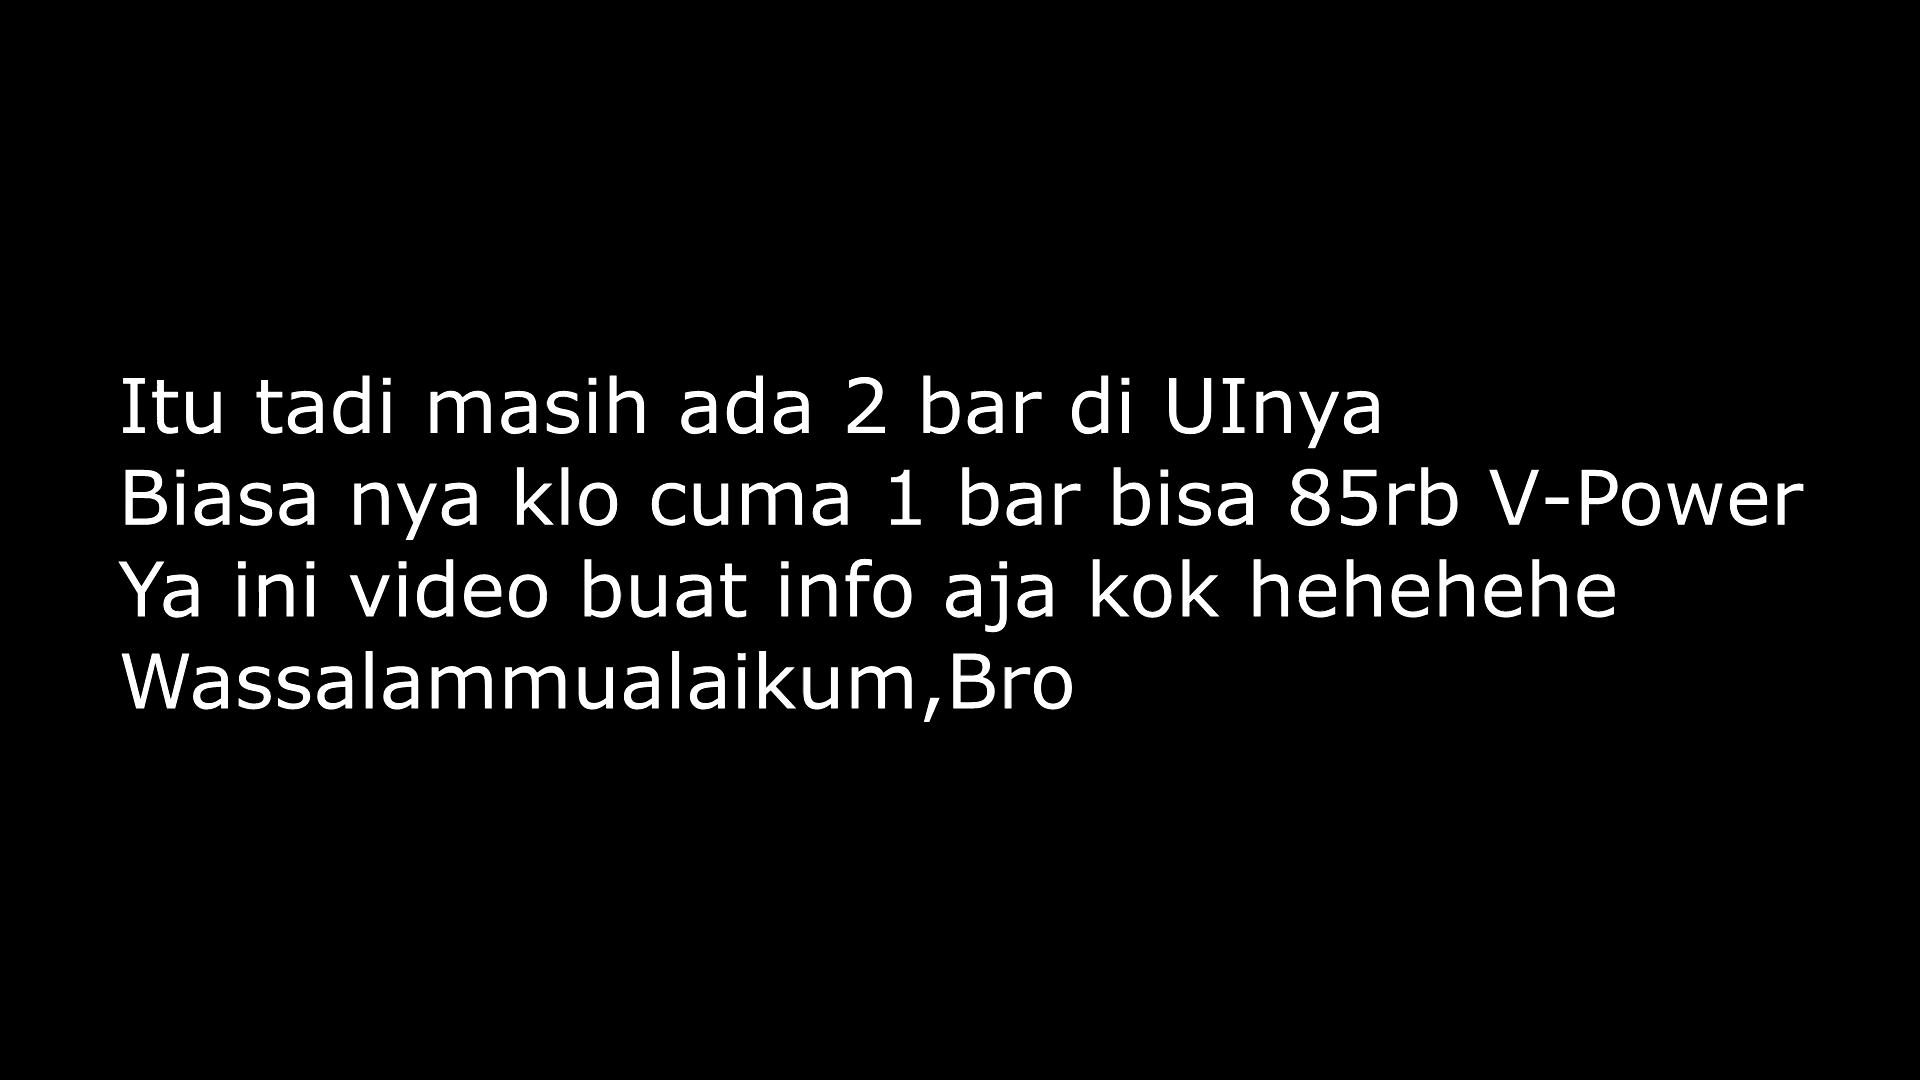 Itu tadi masih ada 2 bar di UInya
Biasa nya klo cuma 1 bar bisa 85rb V-Power
Ya ini video buat info aja kok hehehehe
Wassalammualaikum,Bro